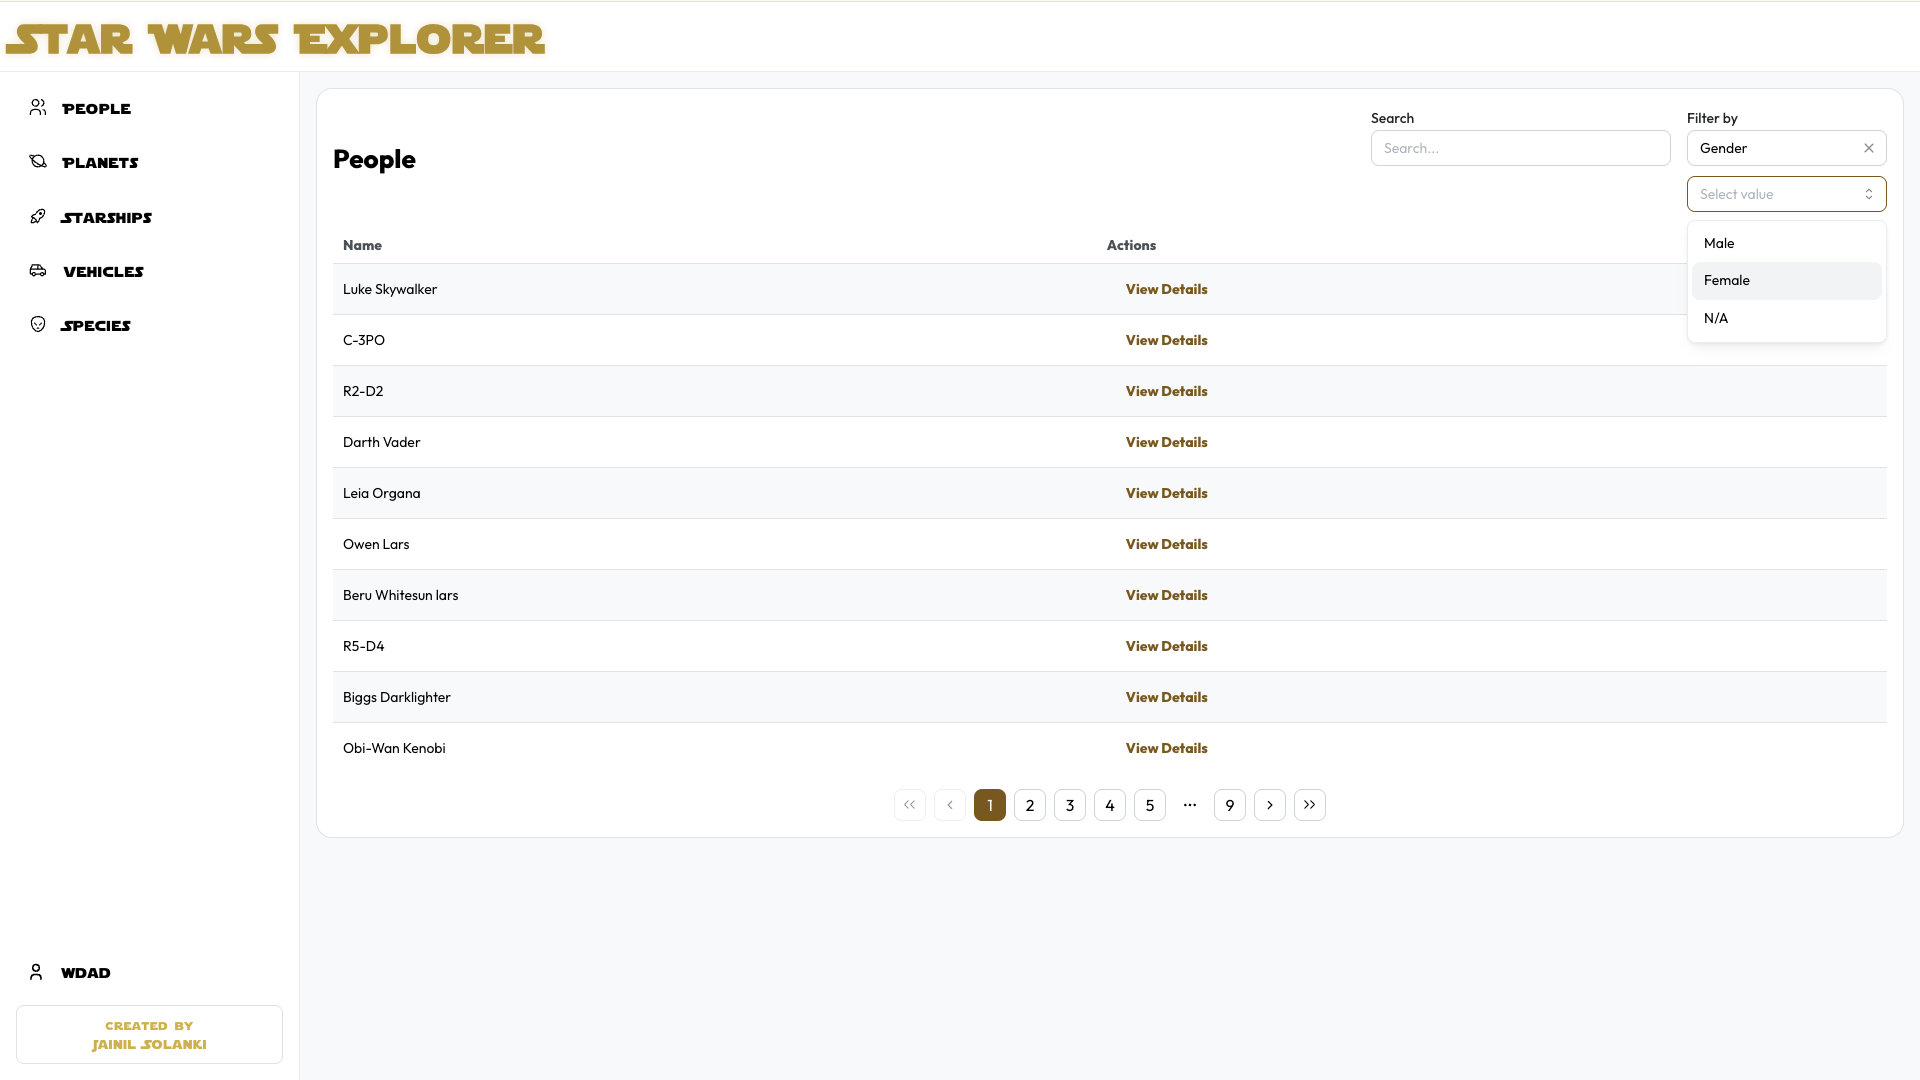 STAR WARS EXPLORER
PEOPLE
PLANETS
STARSHIPS
VEHICLES
SPECIES
WDAD
CREATED BY
JAINIL SOLANKI
People
Search
Search...
Filter by
Gender
Select value
Male
Female
N/A
Name Actions
Luke Skywalker View Details
C-3PO View Details
R2-D2 View Details
Darth Vader View Details
Leia Organa View Details
Owen Lars View Details
Beru Whitesun lars View Details
R5-D4 View Details
Biggs Darklighter View Details
Obi-Wan Kenobi View Details
1 2 3 4 5 ... 9